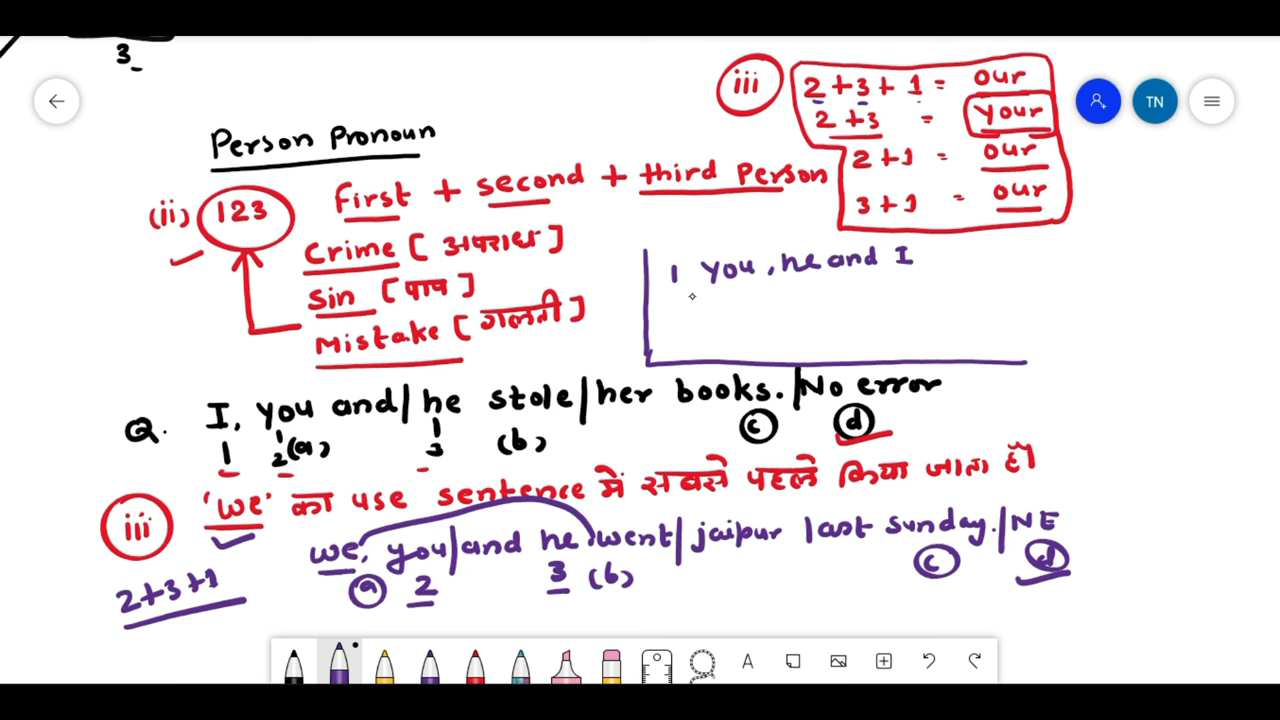 3
iii
2 + 3 + 1 = our
2 + 3 = your
2 + 1 = our
3 + 1 = our
TN
Person Pronoun
(ii) 123 First + second + third Person
Crime [अपराध]
Sin [पाप]
Mistake [गलती]
1 You, he and I
Q. I, you and/ he stole/her books./No error
1 2 (a) 3 (b) (c) (d)
iii 'we' का use sentence में सबसे पहले किया जाता है।
we, you/and he went/jaipur last sunday./NE
(a) 2 3 (b) (c) (d)
2+3+1
A